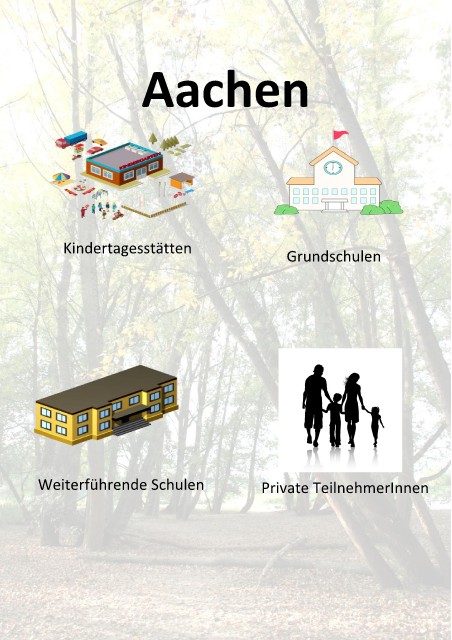 Aachen
Kindertagesstätten
Grundschulen
Weiterführende Schulen
Private TeilnehmerInnen